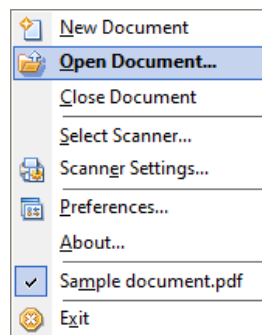 New Document
Open Document...
Close Document
Select Scanner...
Scanner Settings...
Preferences...
About...
Sample document.pdf
Exit